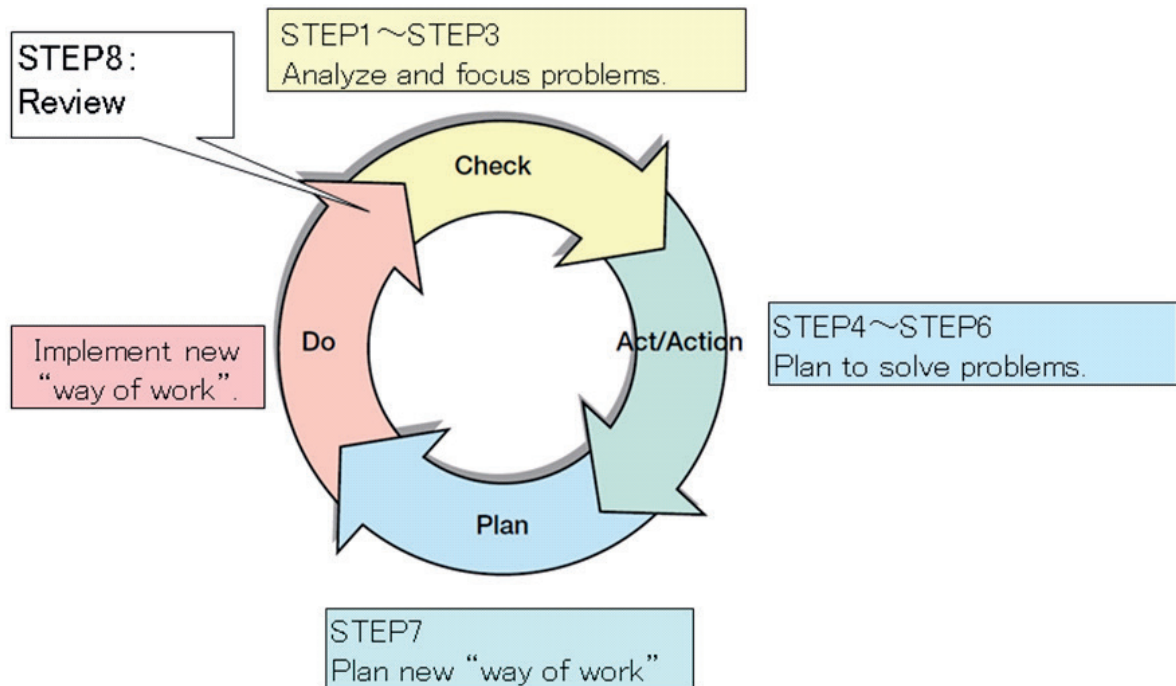 STEP1～STEP3
Analyze and focus problems.
STEP8:
Review
Check
Do
Act/Action
Implement new
“way of work”.
STEP4～STEP6
Plan to solve problems.
Plan
STEP7
Plan new “way of work”